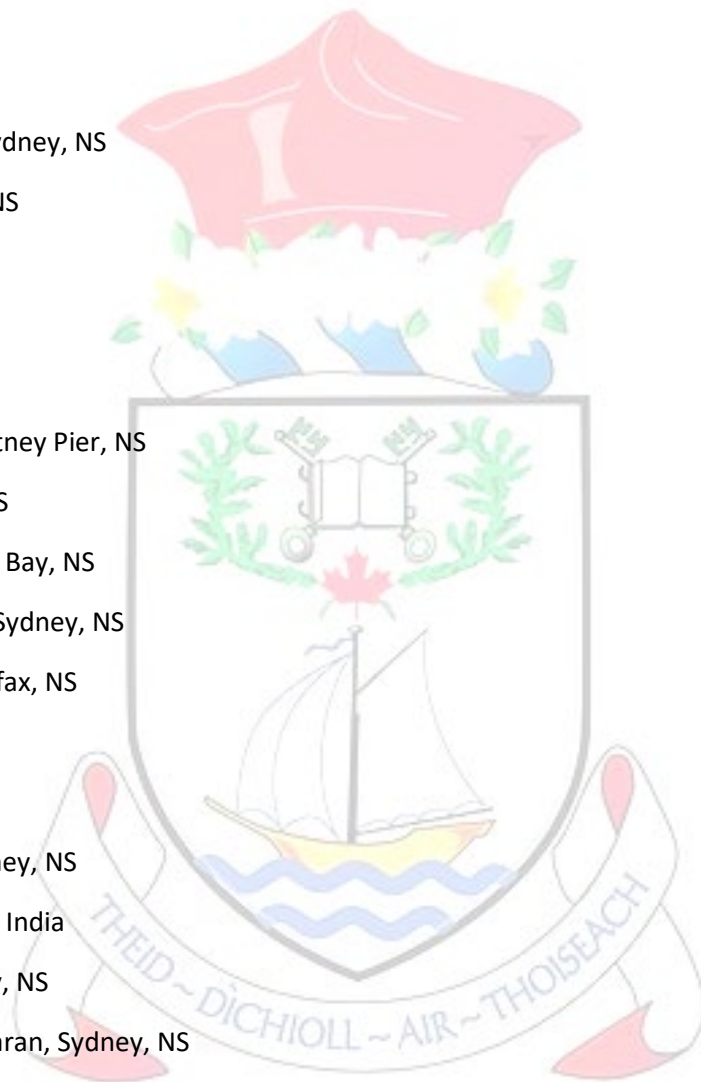 ydney, NS
NS
tney Pier, NS
S
Bay, NS
Sydney, NS
fax, NS
ney, NS
India
y, NS
aran, Sydney, NS
THEID ~ DÌCHIOLL ~ AIR ~ THOISEACH